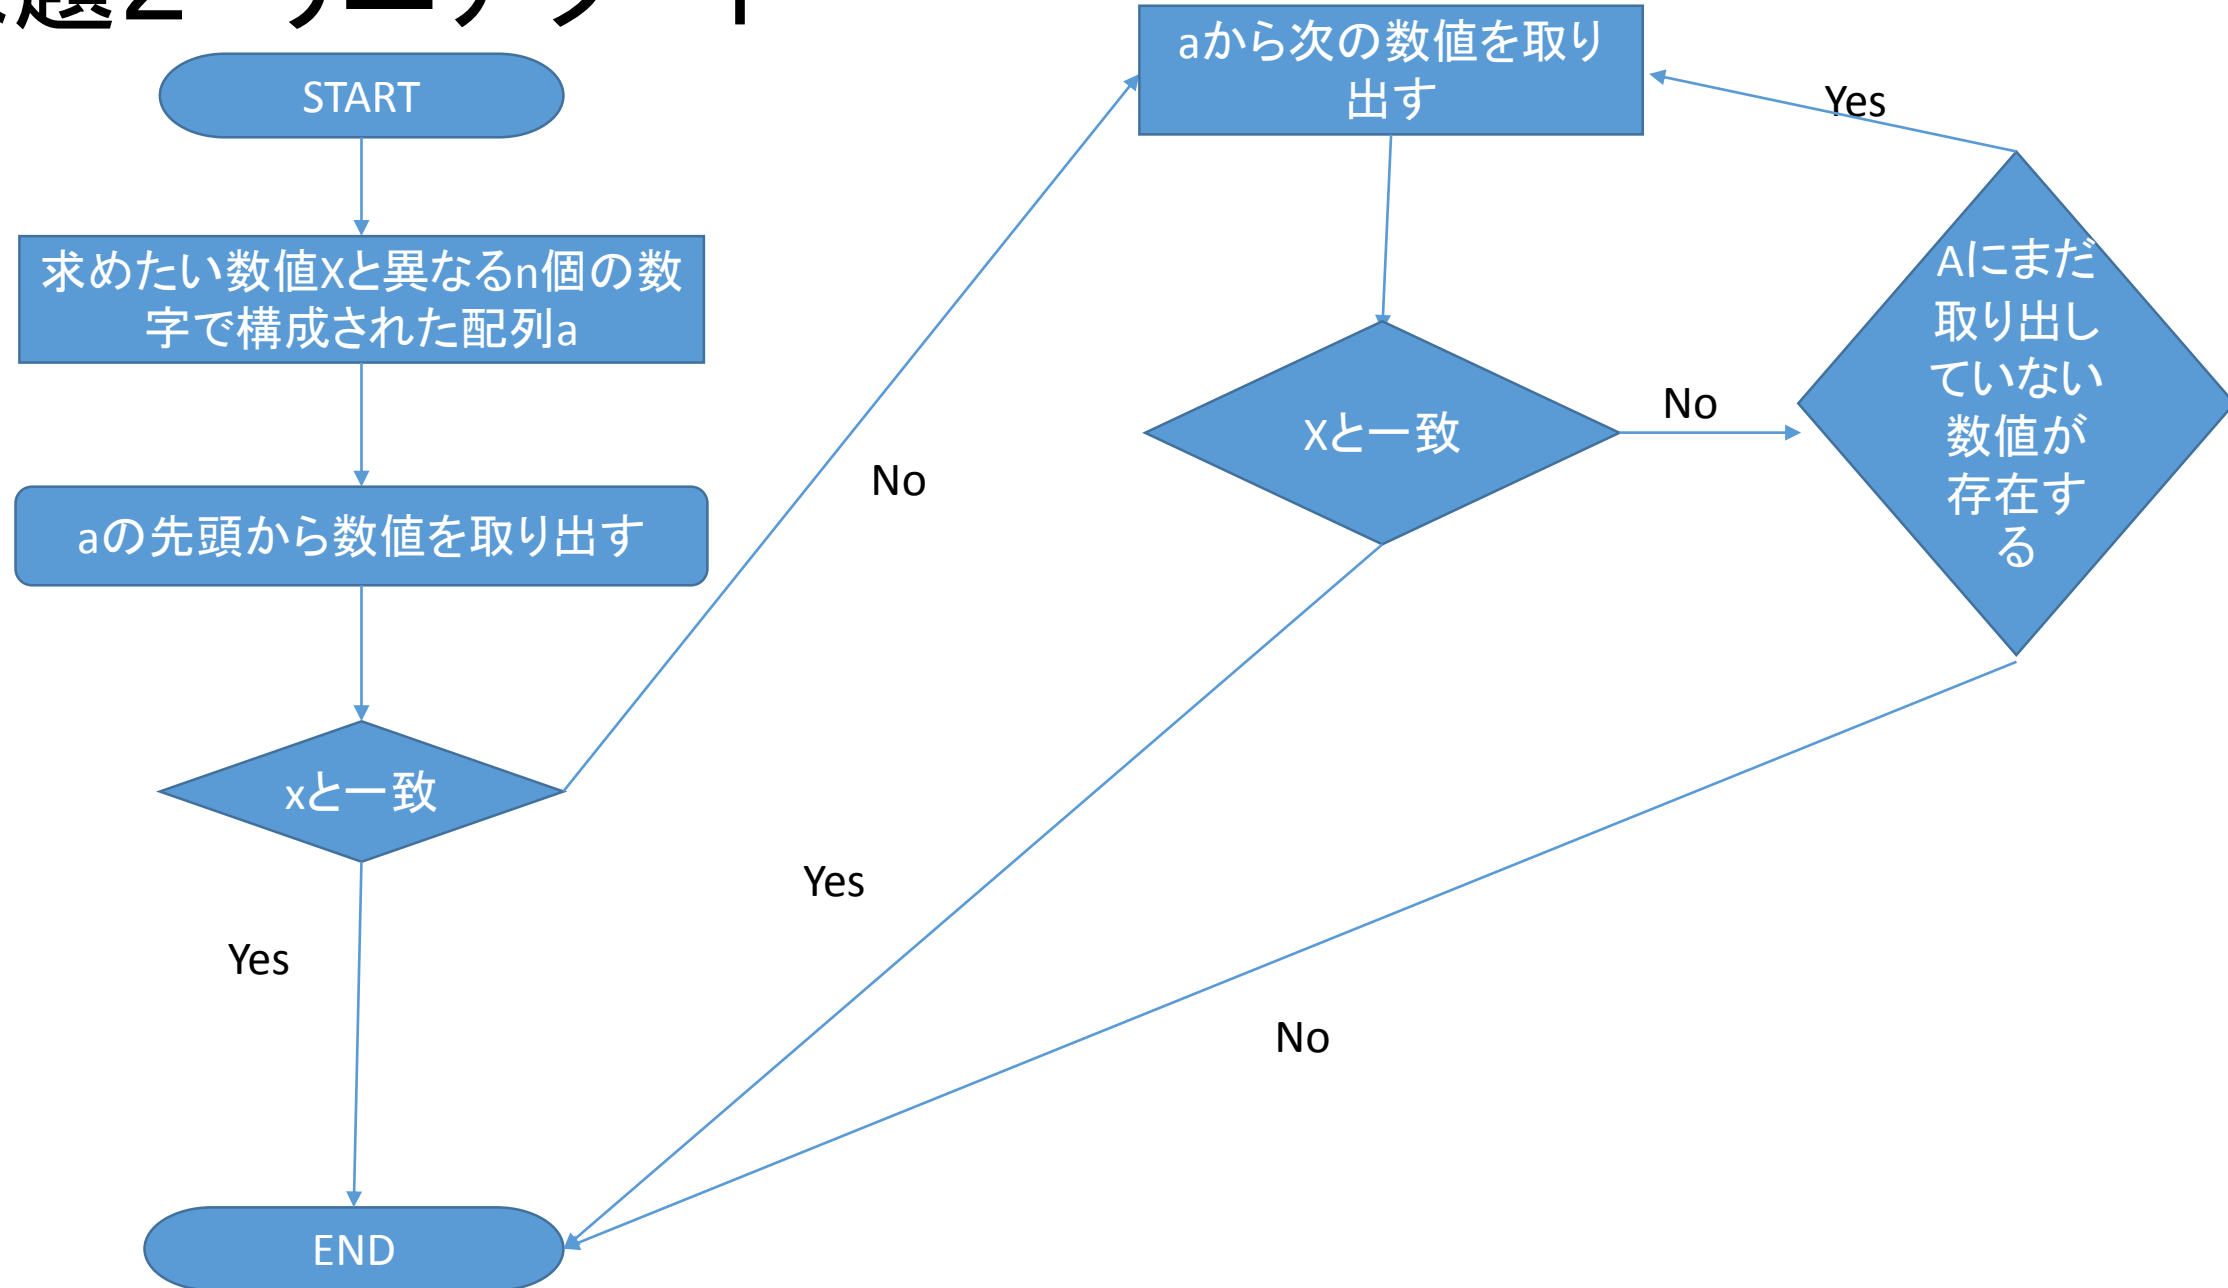 START
求めたい数値Xと異なるn個の数
字で構成された配列a
aの先頭から数値を取り出す
xと一致
Yes
No
END
aから次の数値を取り
出す
Xと一致
No
Yes
Aにまだ
取り出し
ていない
数値が
存在す
る
Yes
No